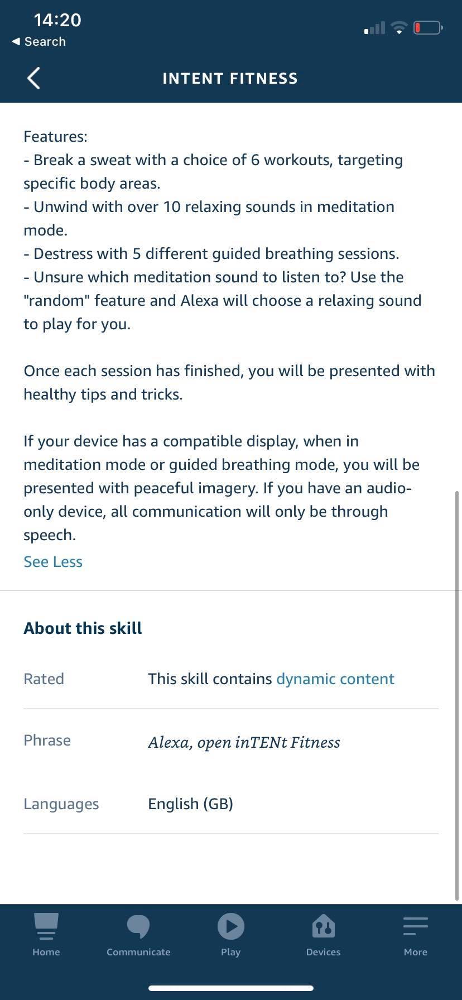 14:20
◀ Search
INTENT FITNESS
Features:
- Break a sweat with a choice of 6 workouts, targeting
specific body areas.
- Unwind with over 10 relaxing sounds in meditation
mode.
- Destress with 5 different guided breathing sessions.
- Unsure which meditation sound to listen to? Use the
"random" feature and Alexa will choose a relaxing sound
to play for you.
Once each session has finished, you will be presented with
healthy tips and tricks.
If your device has a compatible display, when in
meditation mode or guided breathing mode, you will be
presented with peaceful imagery. If you have an audio-
only device, all communication will only be through
speech.
See Less
About this skill
Rated This skill contains dynamic content
Phrase Alexa, open inTENt Fitness
Languages English (GB)
Home Communicate Play Devices More